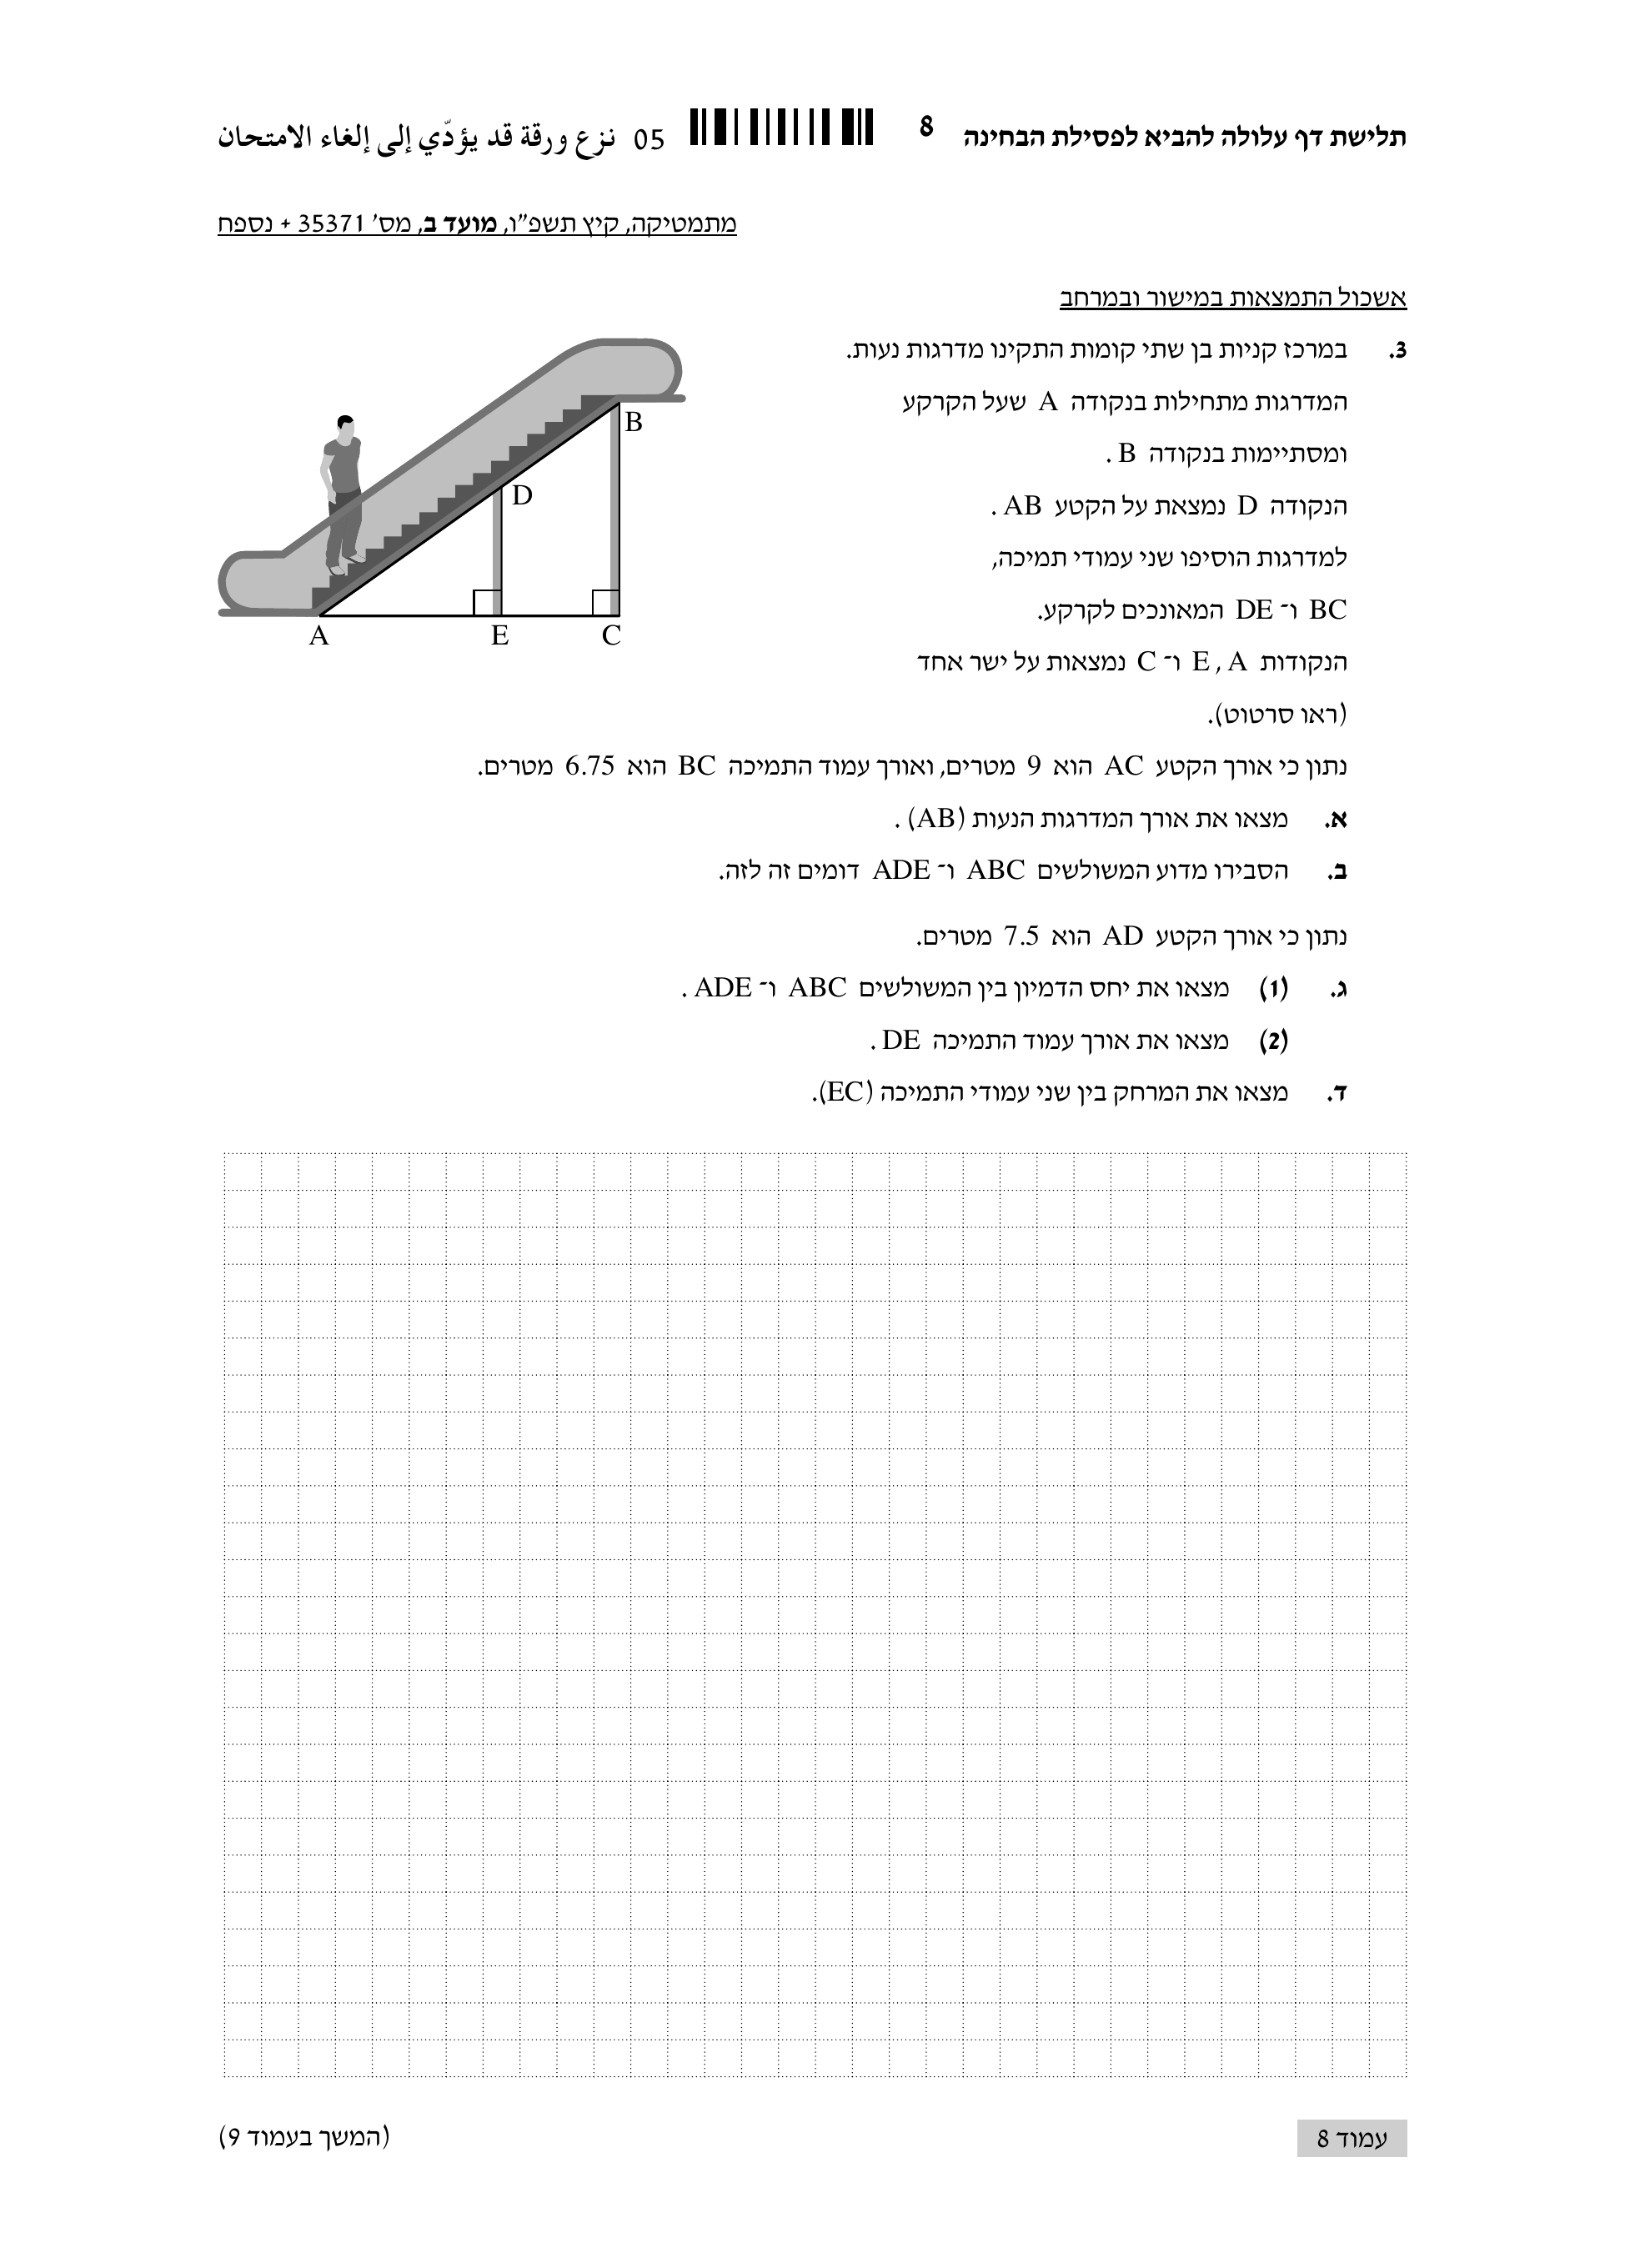 תלישת דף עלולה להביא לפסילת הבחינה 8 05 نزع ورقة قد يؤدّي إلى إلغاء الامتحان
מתמטיקה, קיץ תשפ"ו, מועד ב, מס' 35371 + נספח
אשכול התמצאות במישור ובמרחב
3. במרכז קניות בן שתי קומות התקינו מדרגות נעות.
המדרגות מתחילות בנקודה A שעל הקרקע
ומסתיימות בנקודה B .
הנקודה D נמצאת על הקטע AB .
למדרגות הוסיפו שני עמודי תמיכה,
BC ו־ DE המאונכים לקרקע.
הנקודות E , A ו־ C נמצאות על ישר אחד
(ראו סרטוט).
B
D
A E C
נתון כי אורך הקטע AC הוא 9 מטרים, ואורך עמוד התמיכה BC הוא 6.75 מטרים.
א. מצאו את אורך המדרגות הנעות (AB) .
ב. הסבירו מדוע המשולשים ABC ו־ ADE דומים זה לזה.
נתון כי אורך הקטע AD הוא 7.5 מטרים.
ג. (1) מצאו את יחס הדמיון בין המשולשים ABC ו־ ADE .
(2) מצאו את אורך עמוד התמיכה DE .
ד. מצאו את המרחק בין שני עמודי התמיכה (EC).
עמוד 8 (המשך בעמוד 9)